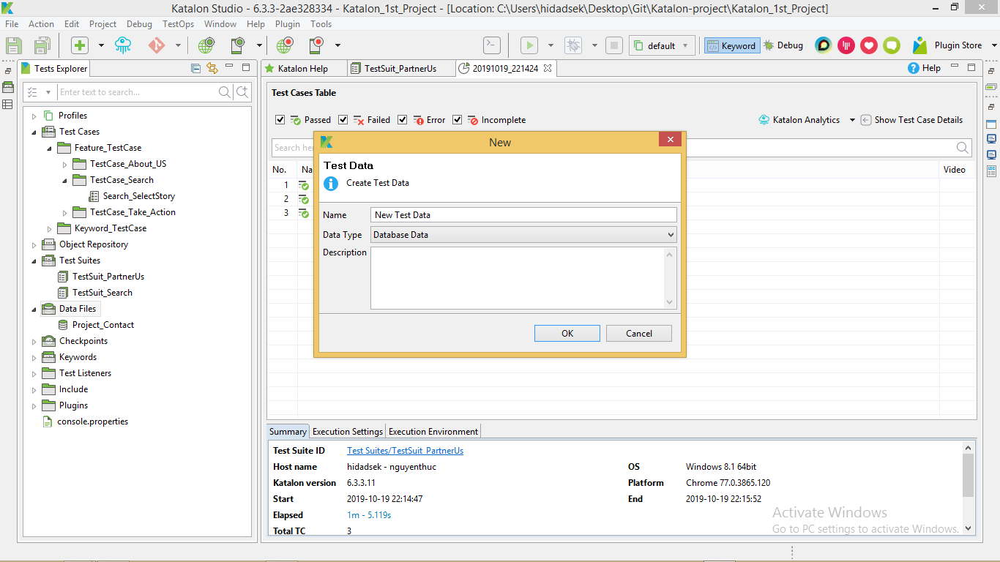 Katalon Studio - 6.3.3-2ae328334 - Katalon_1st_Project - [Location: C:\Users\hidadsek\Desktop\Git\Katalon-project\Katalon_1st_Project]
File Action Edit Project Debug TestOps Window Help Plugin Tools
default Keyword Debug Plugin Store
Tests Explorer
Katalon Help TestSuit_PartnerUs 20191019_221424 Help
Enter text to search...
Profiles
Test Cases
Feature_TestCase
TestCase_About_US
TestCase_Search
Search_SelectStory
TestCase_Take_Action
Keyword_TestCase
Object Repository
Test Suites
TestSuit_PartnerUs
TestSuit_Search
Data Files
Project_Contact
Checkpoints
Keywords
Test Listeners
Include
Plugins
console.properties
Test Cases Table
Passed Failed Error Incomplete Katalon Analytics Show Test Case Details
Search he
No. Na Video
1
2
3
New
Test Data
Create Test Data
Name New Test Data
Data Type Database Data
Description
OK Cancel
Summary Execution Settings Execution Environment
Test Suite ID Test Suites/TestSuit_PartnerUs
Host name hidadsek - nguyenthuc OS Windows 8.1 64bit
Katalon version 6.3.3.11 Platform Chrome 77.0.3865.120
Start 2019-10-19 22:14:47 End 2019-10-19 22:15:52
Elapsed 1m - 5.119s
Total TC 3
Activate Windows
Go to PC settings to activate Windows.